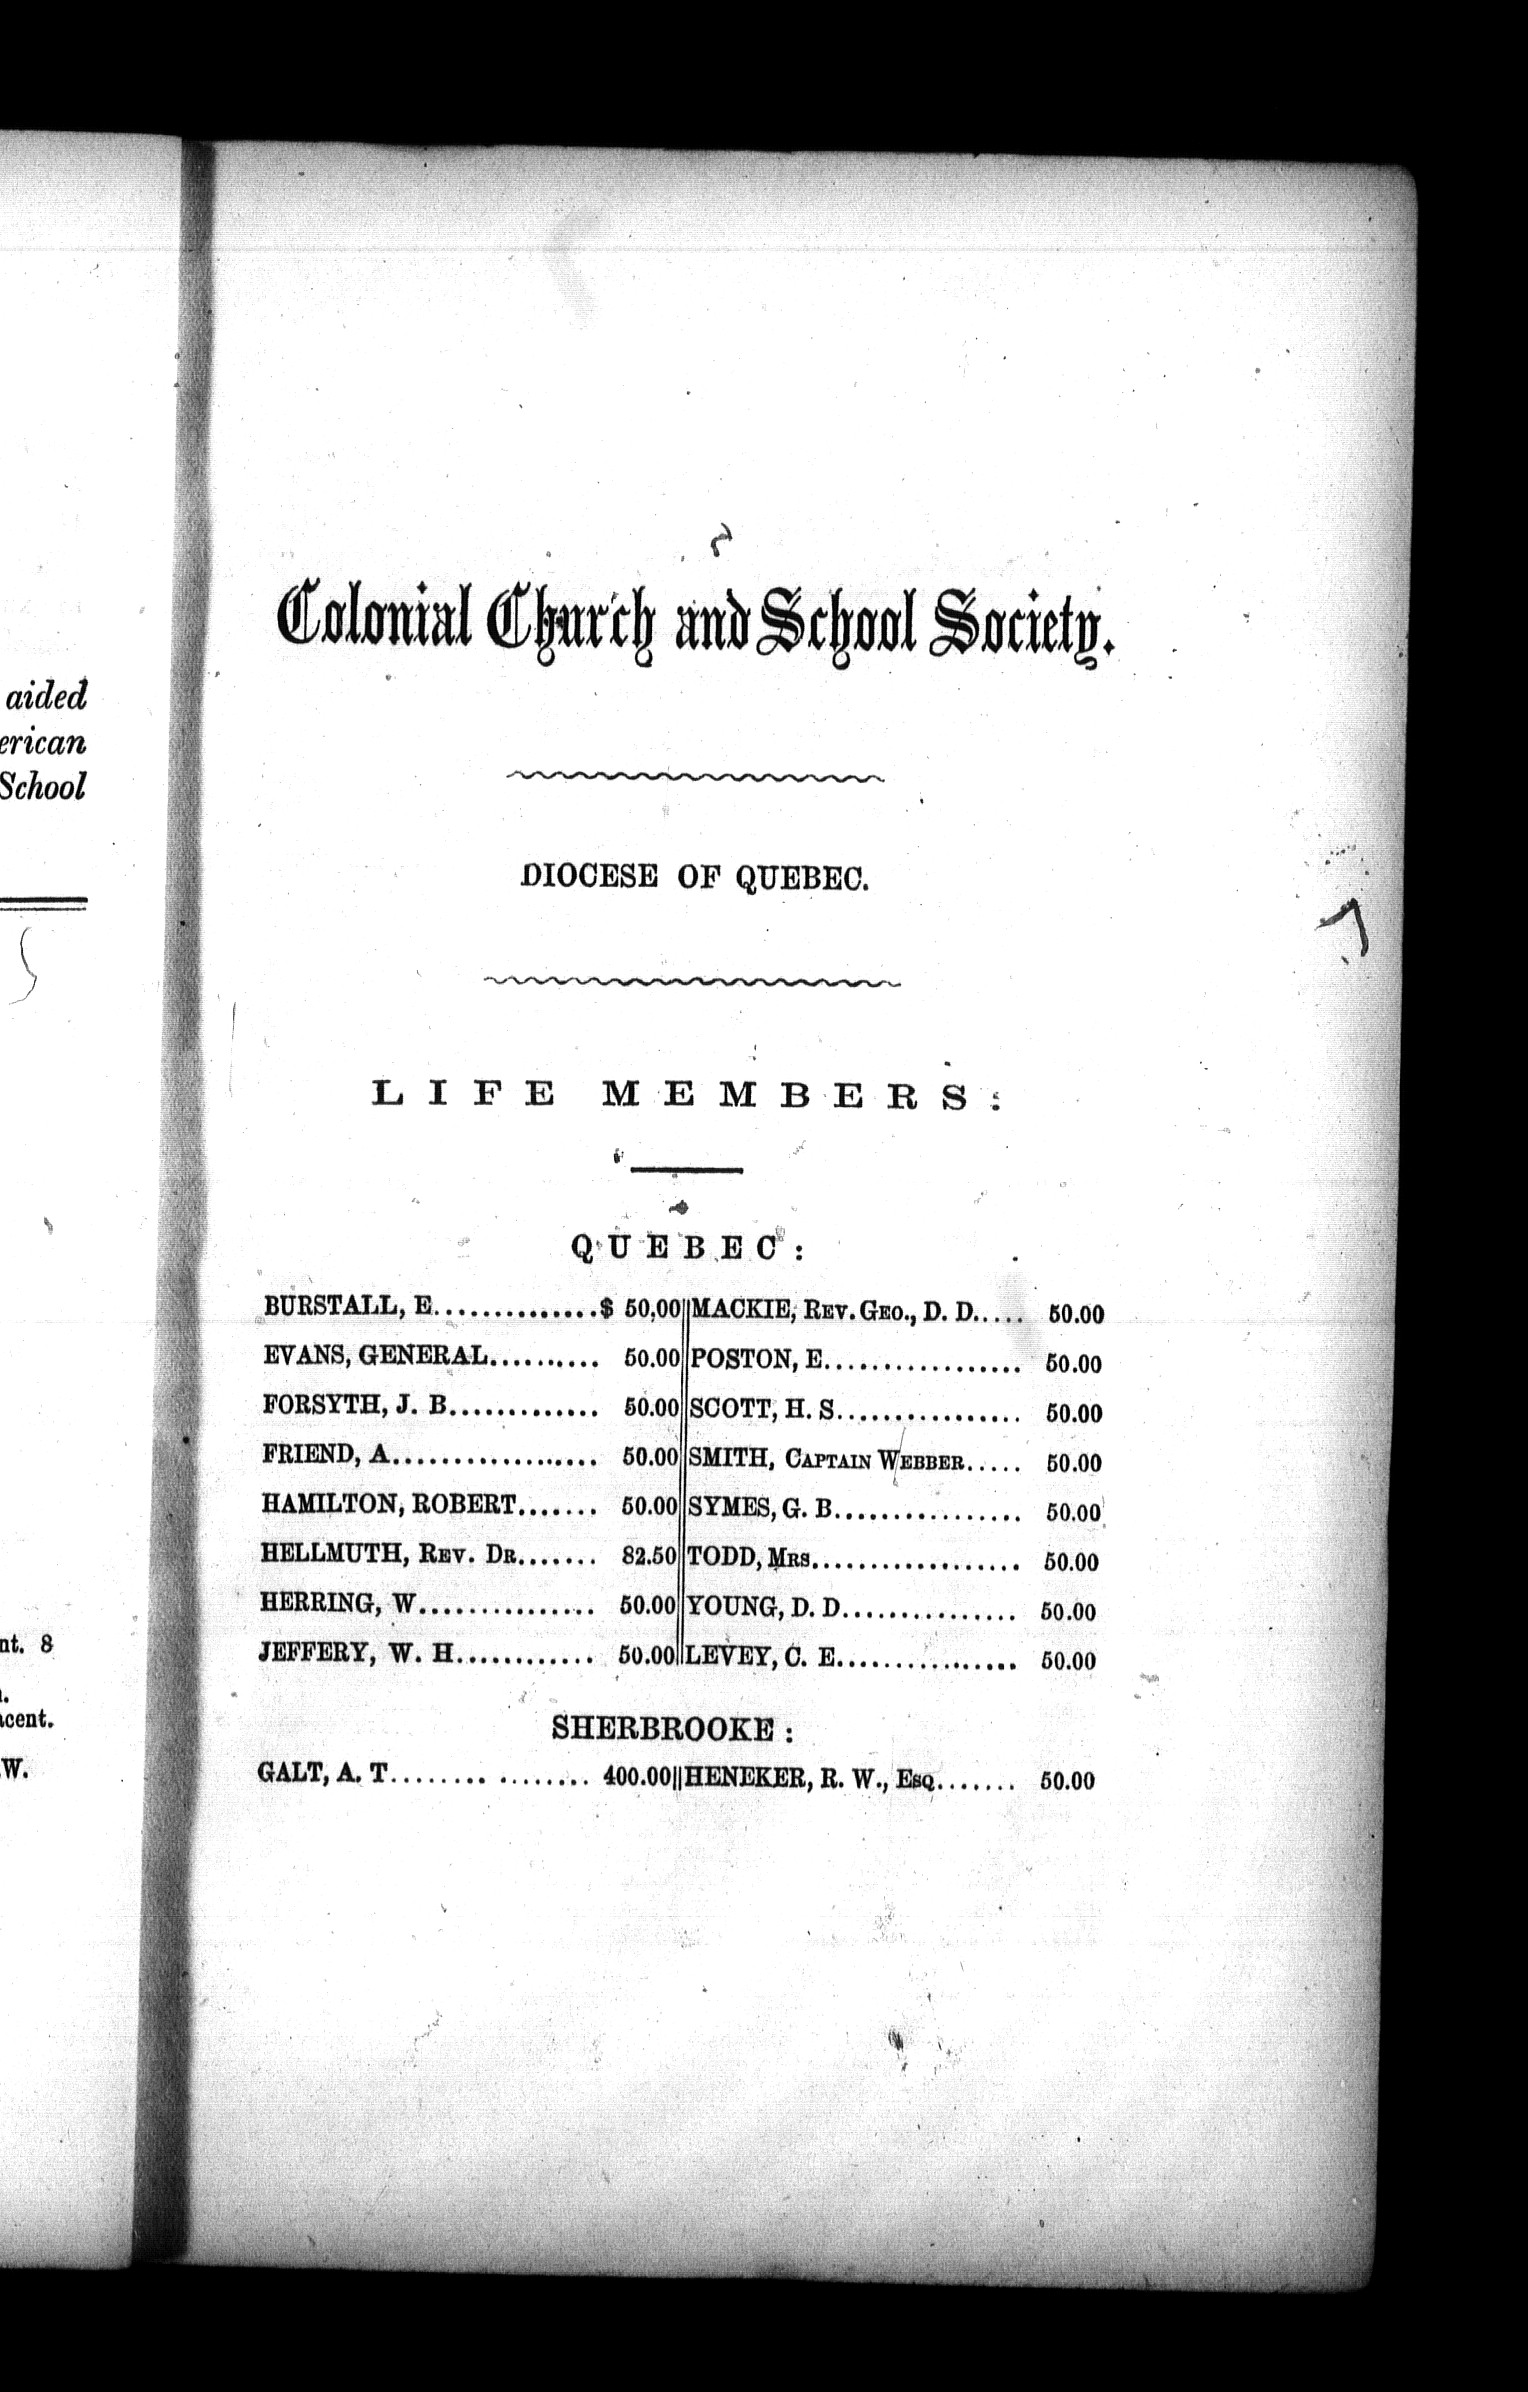 aided
erican
School
nt. 8
acent.
W.
Colonial Church and School Society.
DIOCESE OF QUEBEC.
LIFE MEMBERS:
QUEBEC:
BURSTALL, E..............$ 50.00 || MACKIE, REV. GEO., D. D..... 50.00
EVANS, GENERAL.......... 50.00 || POSTON, E................. 50.00
FORSYTH, J. B............. 50.00 || SCOTT, H. S................ 50.00
FRIEND, A.................. 50.00 || SMITH, CAPTAIN WEBBER..... 50.00
HAMILTON, ROBERT....... 50.00 || SYMES, G. B................ 50.00
HELLMUTH, REV. DR....... 82.50 || TODD, MRS.................. 50.00
HERRING, W............... 50.00 || YOUNG, D. D............... 50.00
JEFFERY, W. H............ 50.00 || LEVEY, C. E................ 50.00
SHERBROOKE:
GALT, A. T........ ........ 400.00 || HENEKER, R. W., ESQ....... 50.00